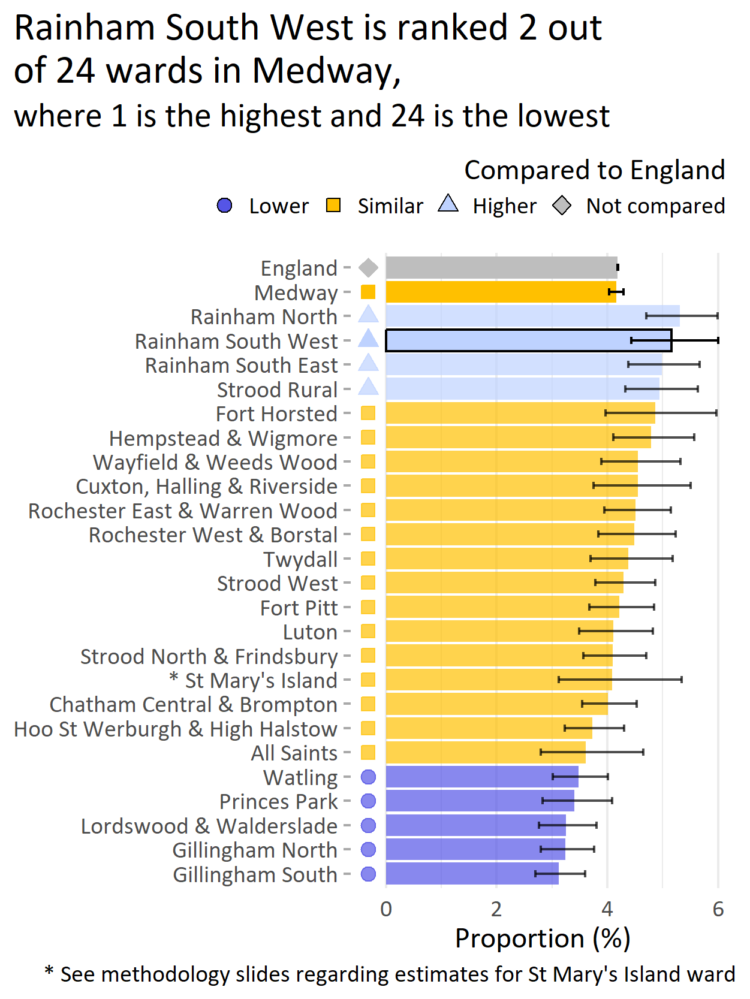 Rainham South West is ranked 2 out
of 24 wards in Medway,
where 1 is the highest and 24 is the lowest
Compared to England
Lower Similar Higher Not compared
England
Medway
Rainham North
Rainham South West
Rainham South East
Strood Rural
Fort Horsted
Hempstead & Wigmore
Wayfield & Weeds Wood
Cuxton, Halling & Riverside
Rochester East & Warren Wood
Rochester West & Borstal
Twydall
Strood West
Fort Pitt
Luton
Strood North & Frindsbury
* St Mary's Island
Chatham Central & Brompton
Hoo St Werburgh & High Halstow
All Saints
Watling
Princes Park
Lordswood & Walderslade
Gillingham North
Gillingham South
0 2 4 6
Proportion (%)
* See methodology slides regarding estimates for St Mary's Island ward